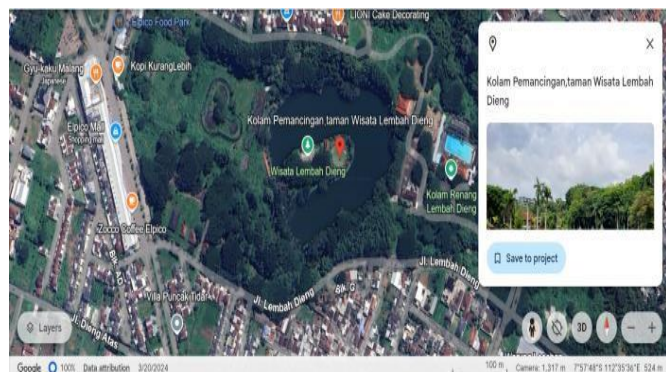 Elpico Food Park
LIONI Cake Decorating
Gyu-kaku Malang
Japanese
Kopi KurangLebih
Elpico Mall
Shopping mall
Kolam Pemancingan,taman Wisata Lembah Dieng
Wisata Lembah Dieng
Kolam Renang
Lembah Dieng
Zocco Coffee Elpico
Villa Puncak Tidar
Jl. Lembah Dieng
Jl. Lembah Dieng
Jl. Dieng Atas
Kolam Pemancingan,taman Wisata Lembah
Dieng
Save to project
Layers
3D
Google 100% Data attribution 3/20/2024
100 m Camera: 1,317 m 7°57'48"S 112°35'36"E 524 m